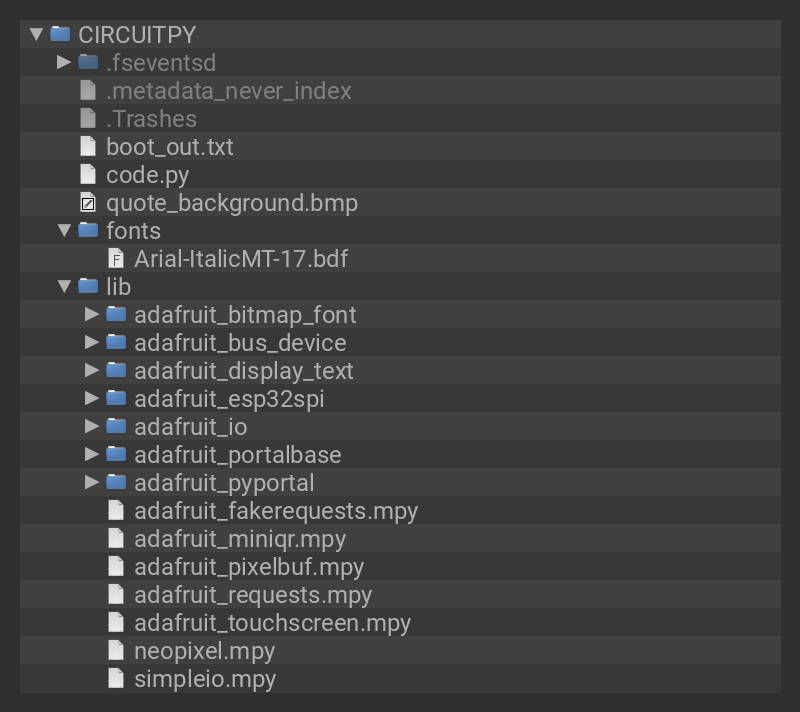 CIRCUITPY
.fseventsd
.metadata_never_index
.Trashes
boot_out.txt
code.py
quote_background.bmp
fonts
F Arial-ItalicMT-17.bdf
lib
adafruit_bitmap_font
adafruit_bus_device
adafruit_display_text
adafruit_esp32spi
adafruit_io
adafruit_portalbase
adafruit_pyportal
adafruit_fakerequests.mpy
adafruit_miniqr.mpy
adafruit_pixelbuf.mpy
adafruit_requests.mpy
adafruit_touchscreen.mpy
neopixel.mpy
simpleio.mpy